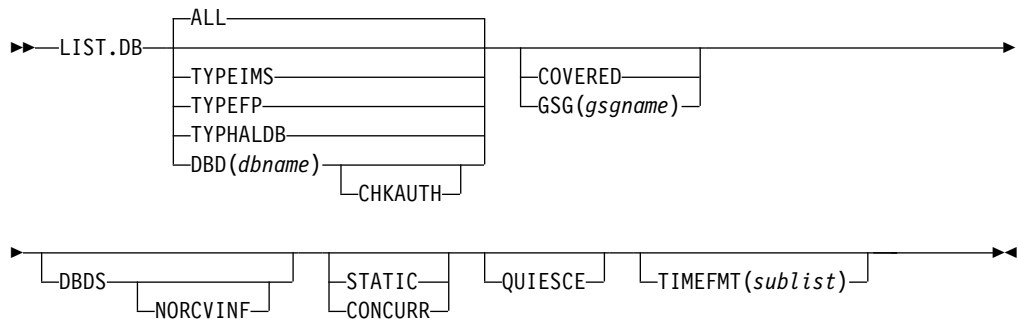 ALL
LIST.DB
TYPEIMS
TYPEFP
TYPHALDB
DBD(dbname)
CHKAUTH
COVERED
GSG(gsgname)
DBDS
NORCVINF
STATIC
CONCURR
QUIESCE
TIMEFMT(sublist)